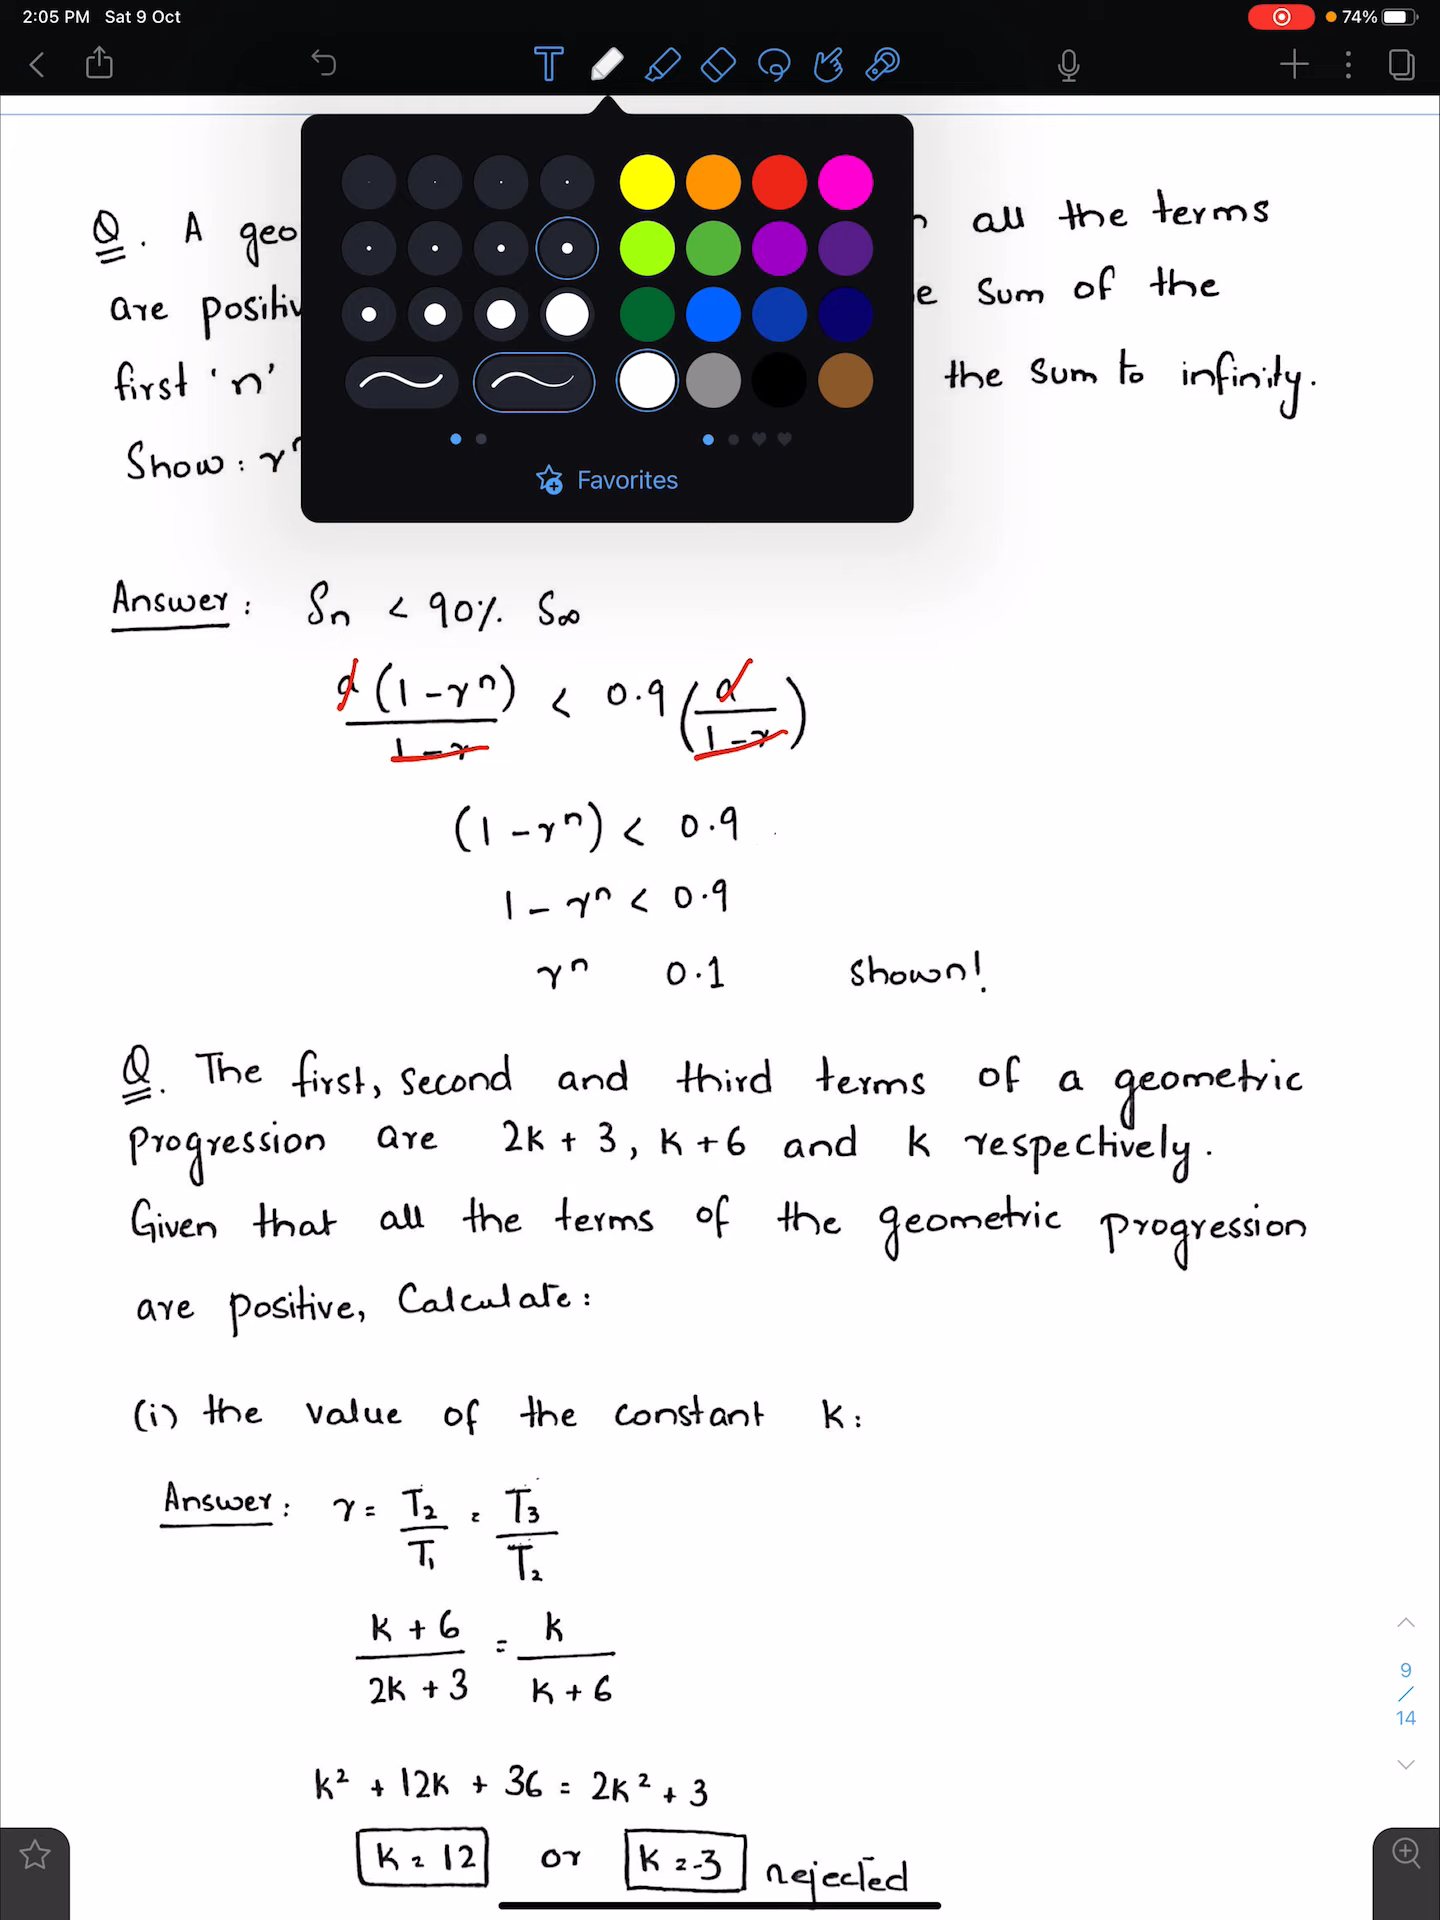 2:05 PM Sat 9 Oct 74%
T
Q. A geo all the terms
are positiv e sum of the
first 'n' the sum to infinity.
Show: rⁿ
Favorites
Answer: Sn < 90% S∞
a(1-rⁿ)/1-r < 0.9(a/1-r)
(1-rⁿ) < 0.9
1 - rⁿ < 0.9
rⁿ 0.1 shown!
Q. The first, second and third terms of a geometric
progression are 2k + 3, k + 6 and k respectively.
Given that all the terms of the geometric progression
are positive, Calculate:
(i) the value of the constant k:
Answer: r = T₂/T₁ = T₃/T₂
k + 6/2k + 3 = k/k + 6
9
/
14
k² + 12k + 36 = 2k² + 3
k = 12 or k = -3 rejected